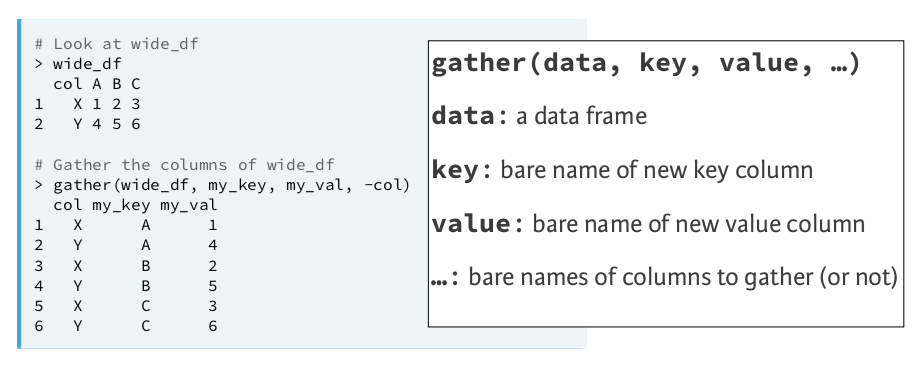 # Look at wide_df
> wide_df
  col A B C
1   X 1 2 3
2   Y 4 5 6
# Gather the columns of wide_df
> gather(wide_df, my_key, my_val, -col)
  col my_key my_val
1   X      A      1
2   Y      A      4
3   X      B      2
4   Y      B      5
5   X      C      3
6   Y      C      6
gather(data, key, value, …)
data: a data frame
key: bare name of new key column
value: bare name of new value column
…: bare names of columns to gather (or not)